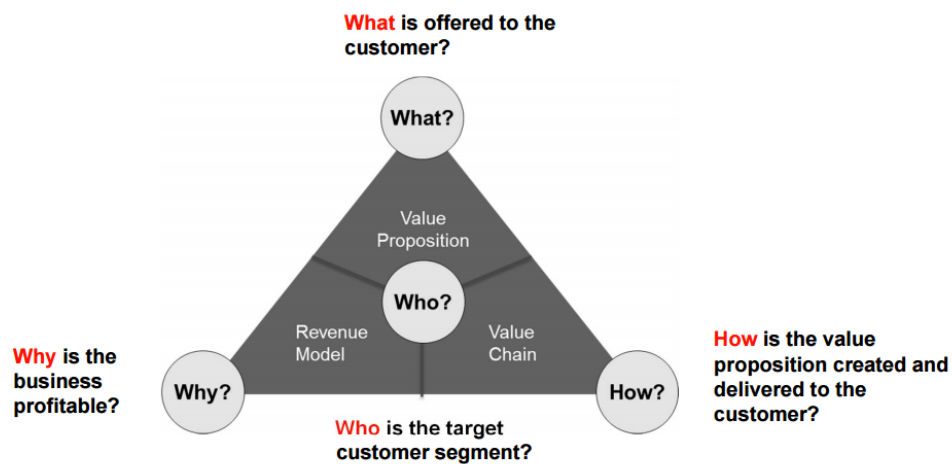 What is offered to the
customer?
What?
Value
Proposition
Who?
Revenue
Model
Value
Chain
Why is the
business
profitable?
Why?
How?
How is the value
proposition created and
delivered to the
customer?
Who is the target
customer segment?